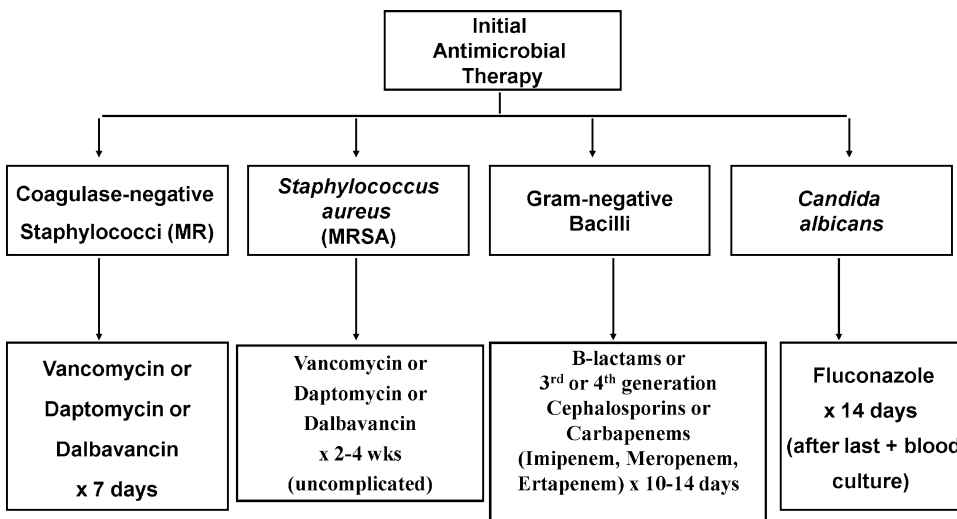 Initial
Antimicrobial
Therapy
Coagulase-negative
Staphylococci (MR)
Staphylococcus
aureus
(MRSA)
Gram-negative
Bacilli
Candida
albicans
Vancomycin or
Daptomycin or
Dalbavancin
x 7 days
Vancomycin or
Daptomycin or
Dalbavancin
x 2-4 wks
(uncomplicated)
B-lactams or
3rd or 4th generation
Cephalosporins or
Carbapenems
(Imipenem, Meropenem,
Ertapenem) x 10-14 days
Fluconazole
x 14 days
(after last + blood
culture)